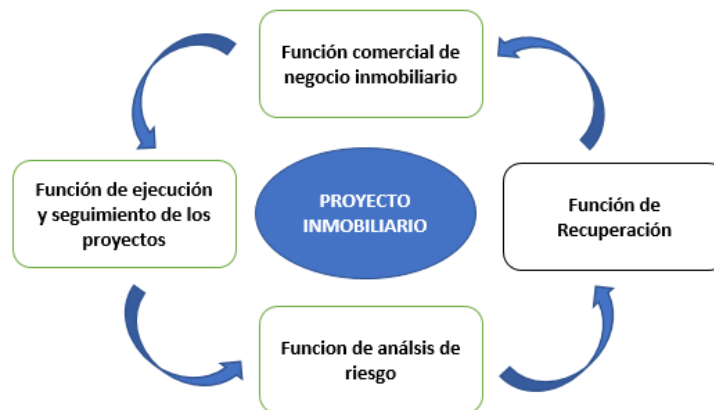 Función comercial de
negocio inmobiliario
Función de ejecución
y seguimiento de los
proyectos
PROYECTO
INMOBILIARIO
Función de
Recuperación
Funcion de análsis de
riesgo